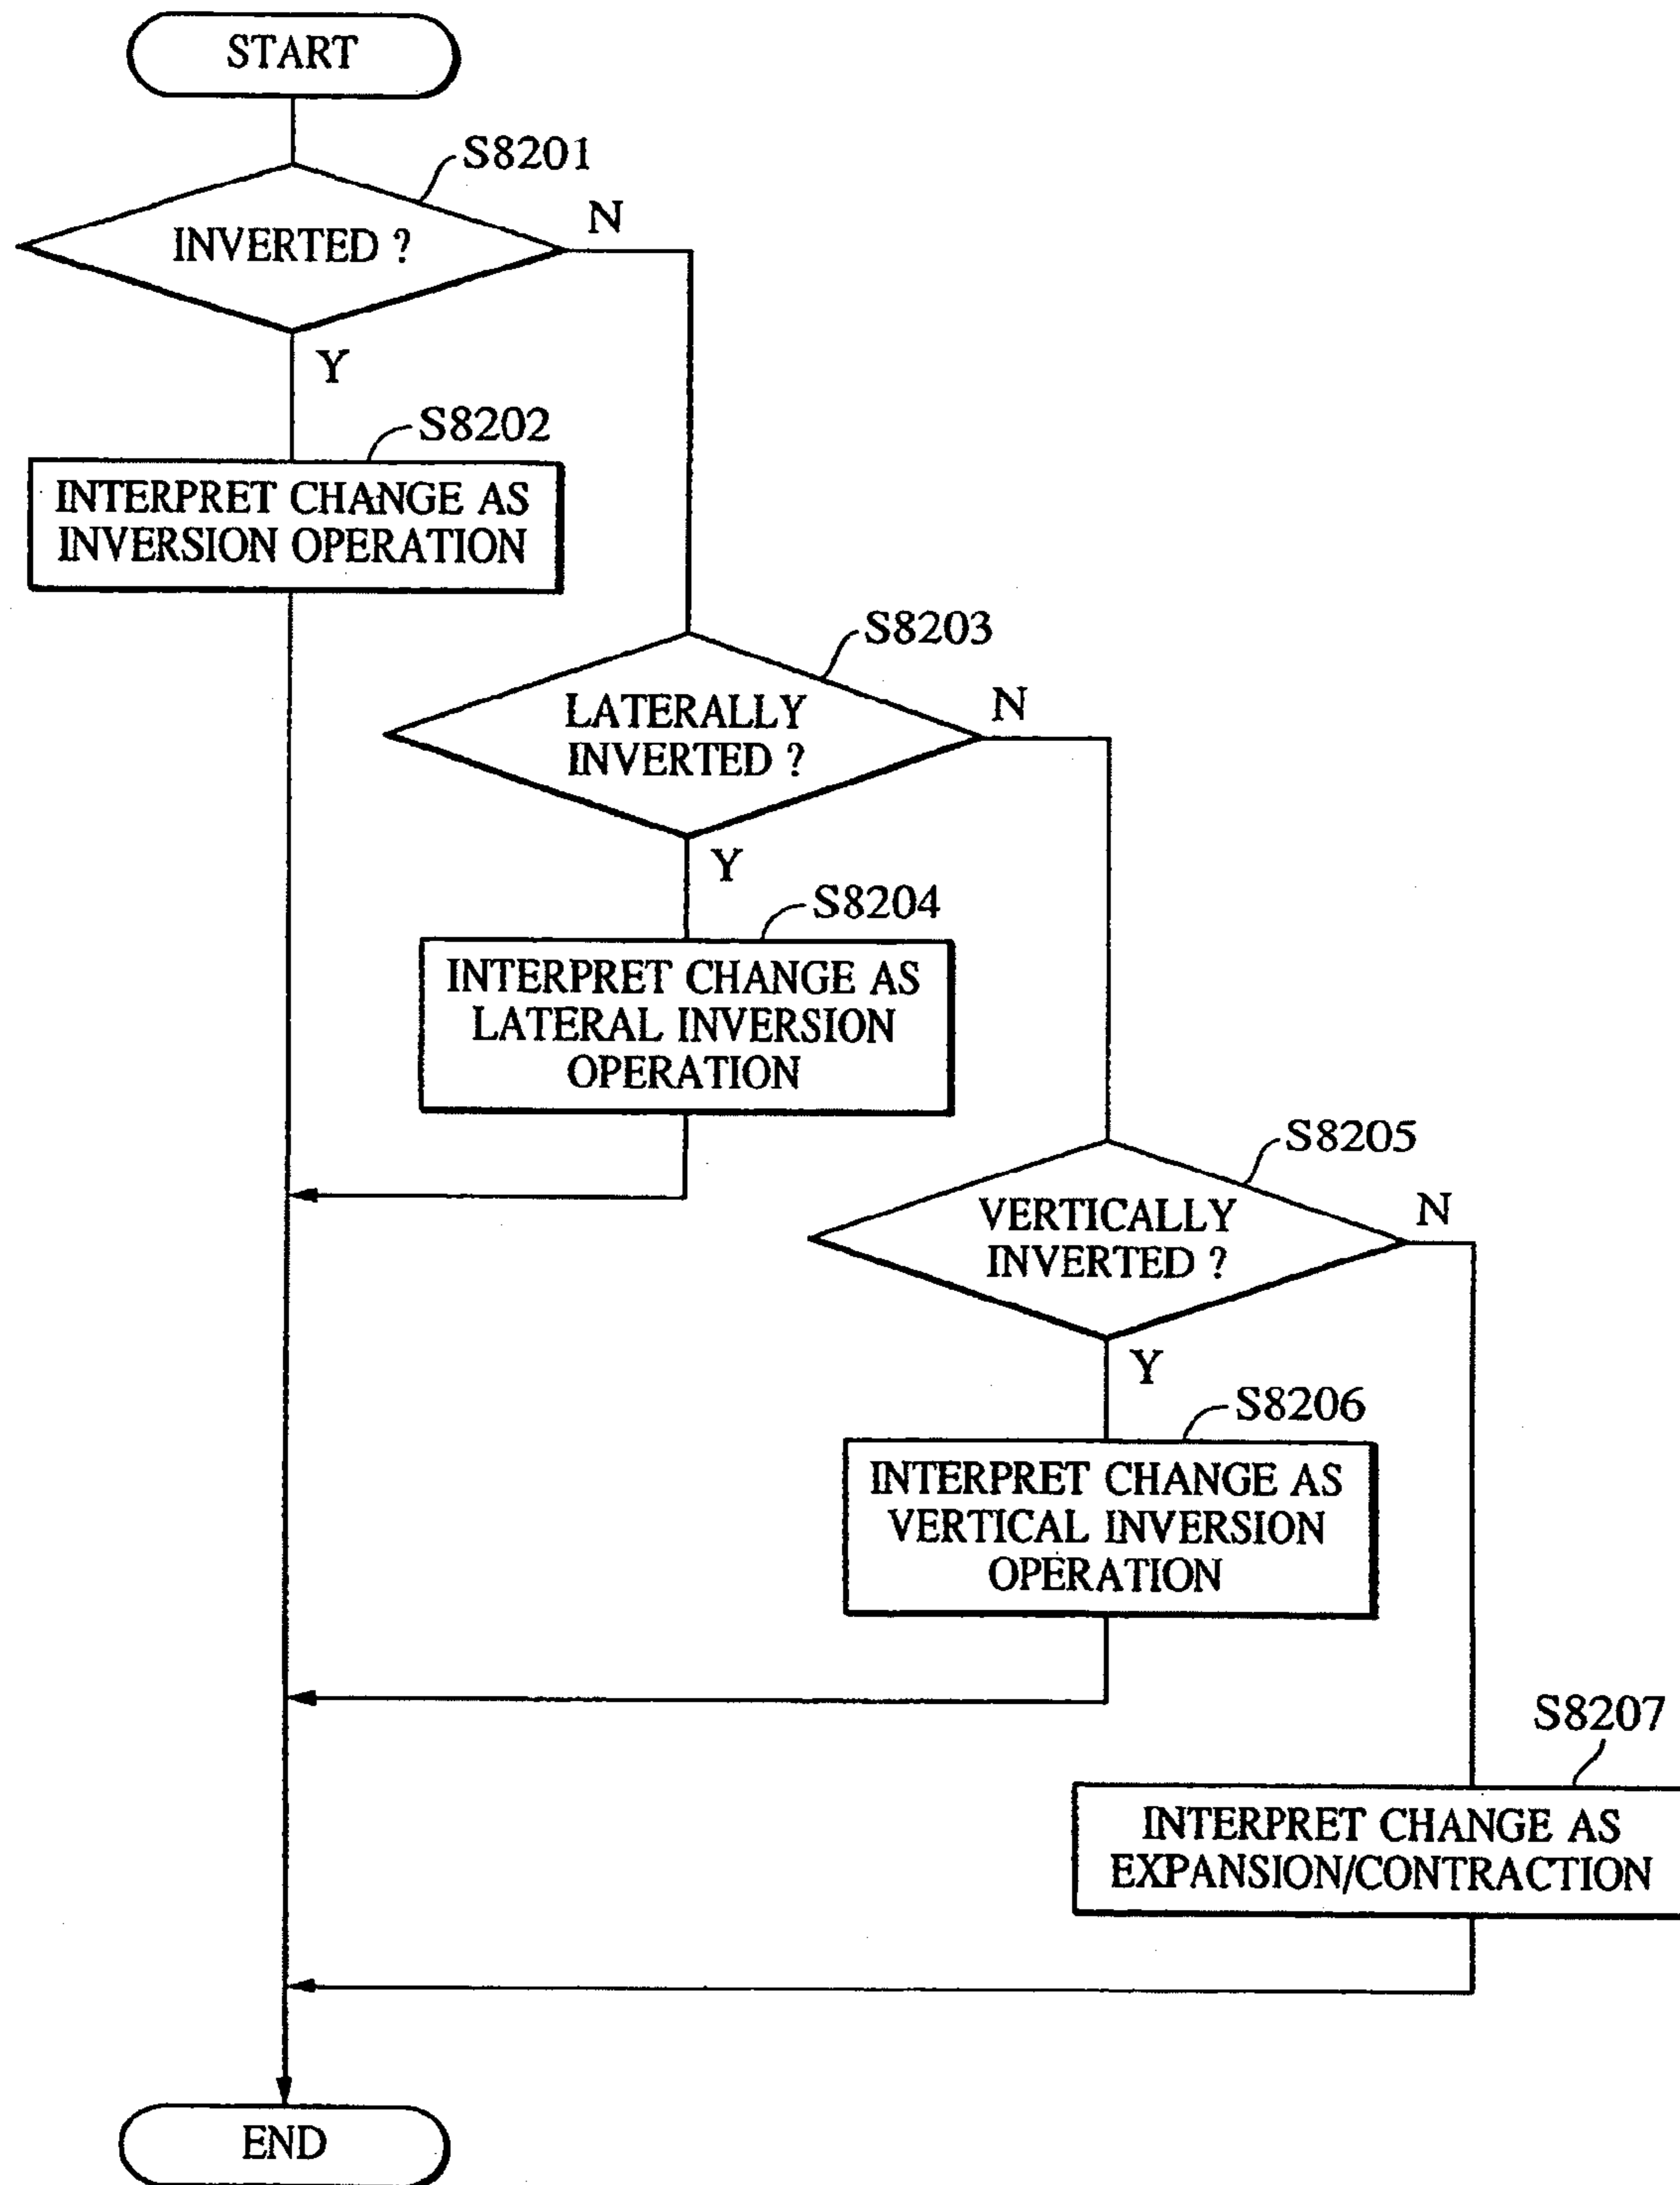 START
S8201
INVERTED ?
N
Y
S8202
INTERPRET CHANGE AS
INVERSION OPERATION
S8203
LATERALLY
INVERTED ?
N
Y
S8204
INTERPRET CHANGE AS
LATERAL INVERSION
OPERATION
S8205
VERTICALLY
INVERTED ?
N
Y
S8206
INTERPRET CHANGE AS
VERTICAL INVERSION
OPERATION
S8207
INTERPRET CHANGE AS
EXPANSION/CONTRACTION
END